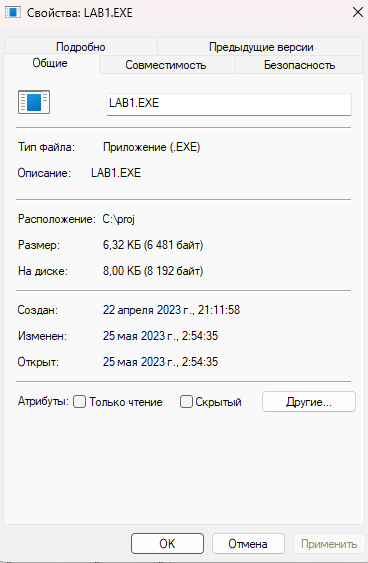 Свойства: LAB1.EXE
Подробно
Предыдущие версии
Общие
Совместимость
Безопасность
LAB1.EXE
Тип файла: Приложение (.EXE)
Описание: LAB1.EXE
Расположение: C:\proj
Размер: 6,32 КБ (6 481 байт)
На диске: 8,00 КБ (8 192 байт)
Создан: 22 апреля 2023 г., 21:11:58
Изменен: 25 мая 2023 г., 2:54:35
Открыт: 25 мая 2023 г., 2:54:35
Атрибуты: Только чтение Скрытый Другие...
OK Отмена Применить